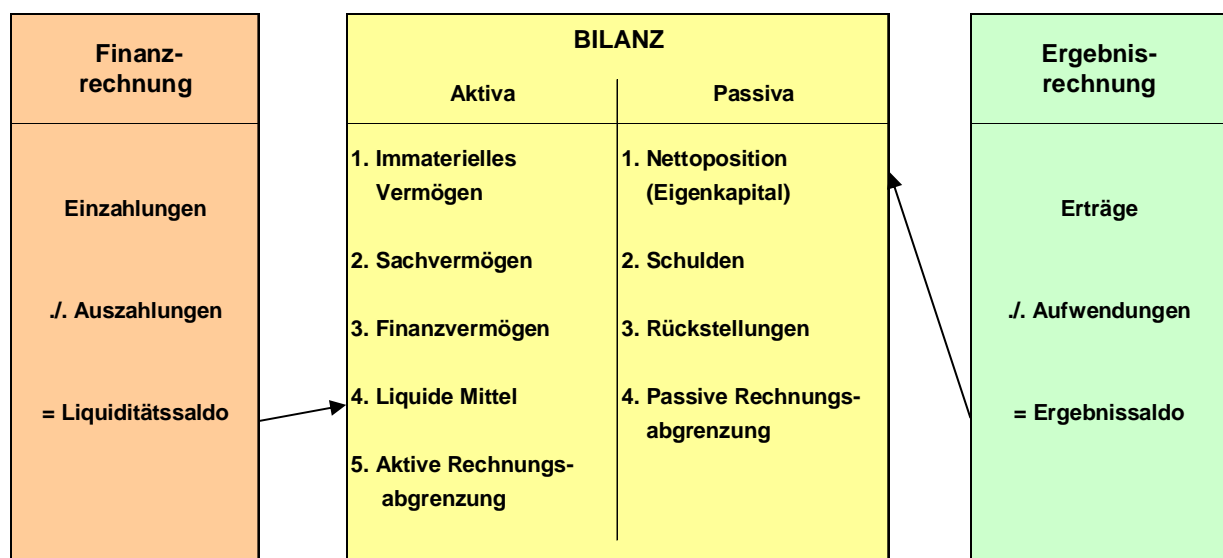 Finanz-
rechnung
Einzahlungen
./. Auszahlungen
= Liquiditätssaldo
BILANZ
Aktiva
1. Immaterielles
Vermögen
2. Sachvermögen
3. Finanzvermögen
4. Liquide Mittel
5. Aktive Rechnungs-
abgrenzung
Passiva
1. Nettoposition
(Eigenkapital)
2. Schulden
3. Rückstellungen
4. Passive Rechnungs-
abgrenzung
Ergebnis-
rechnung
Erträge
./. Aufwendungen
= Ergebnissaldo